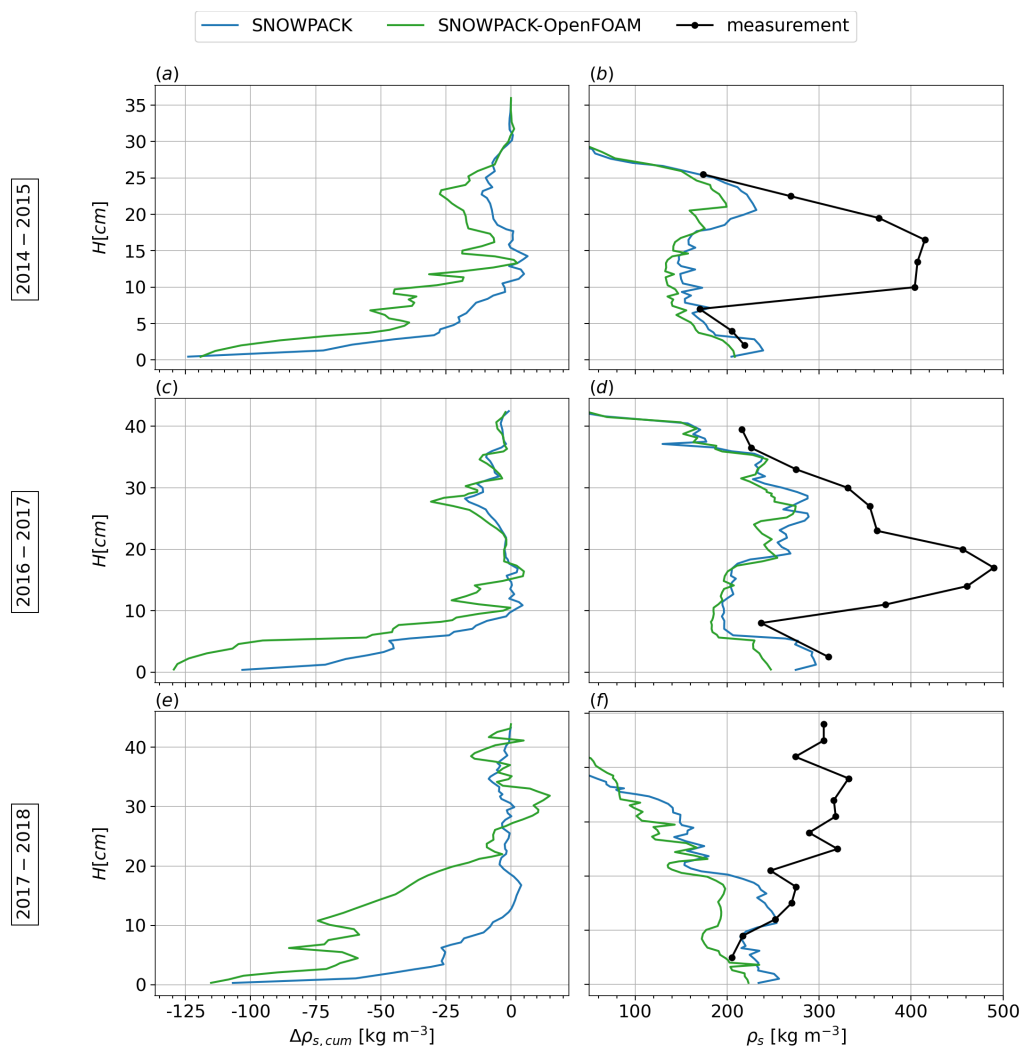 SNOWPACK SNOWPACK-OpenFOAM measurement
(a) (b)
35
30
25
20
15
10
5
0
H[cm]
2014 − 2015
(c) (d)
40
30
20
10
0
H[cm]
2016 − 2017
(e) (f)
40
30
20
10
0
H[cm]
2017 − 2018
-125 -100 -75 -50 -25 0 100 200 300 400 500
Δρs,cum [kg m−3] ρs [kg m−3]